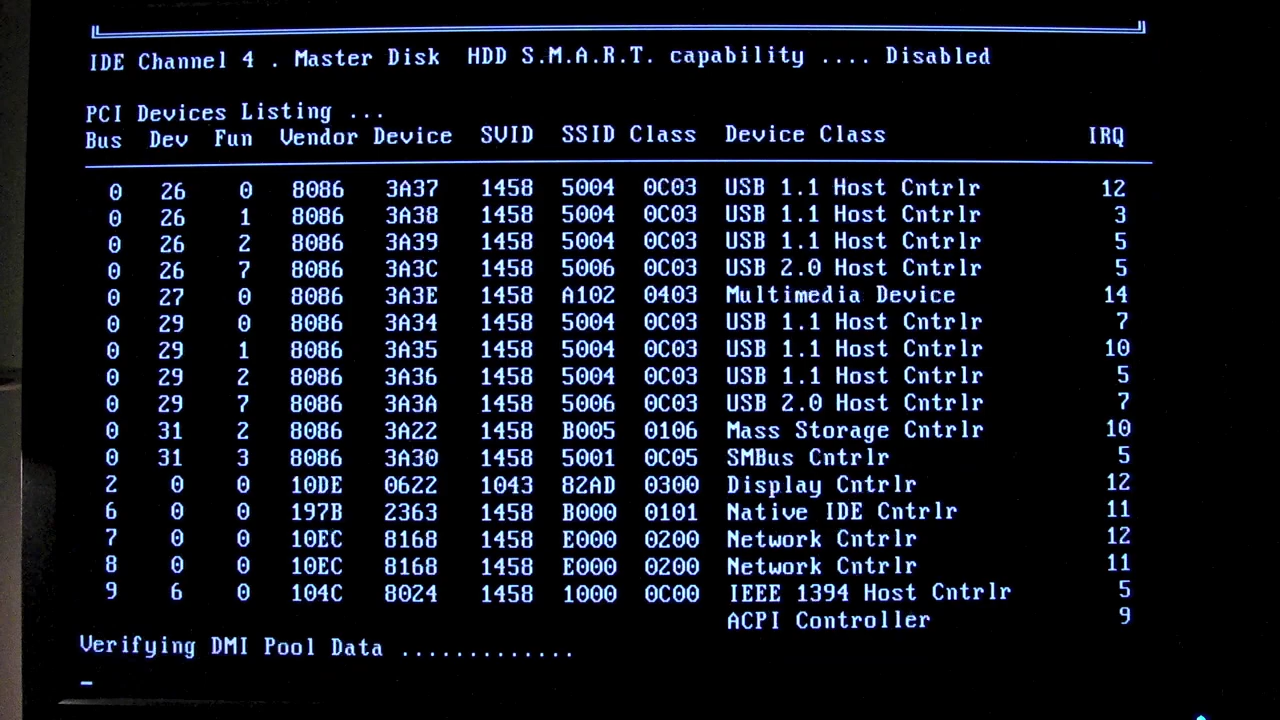 IDE Channel 4 . Master Disk HDD S.M.A.R.T. capability .... Disabled
PCI Devices Listing ...
Bus Dev Fun Vendor Device SVID SSID Class Device Class IRQ
0 26 0 8086 3A37 1458 5004 0C03 USB 1.1 Host Cntrlr 12
0 26 1 8086 3A38 1458 5004 0C03 USB 1.1 Host Cntrlr 3
0 26 2 8086 3A39 1458 5004 0C03 USB 1.1 Host Cntrlr 5
0 26 7 8086 3A3C 1458 5006 0C03 USB 2.0 Host Cntrlr 5
0 27 0 8086 3A3E 1458 A102 0403 Multimedia Device 14
0 29 0 8086 3A34 1458 5004 0C03 USB 1.1 Host Cntrlr 7
0 29 1 8086 3A35 1458 5004 0C03 USB 1.1 Host Cntrlr 10
0 29 2 8086 3A36 1458 5004 0C03 USB 1.1 Host Cntrlr 5
0 29 7 8086 3A3A 1458 5006 0C03 USB 2.0 Host Cntrlr 7
0 31 2 8086 3A22 1458 B005 0106 Mass Storage Cntrlr 10
0 31 3 8086 3A30 1458 5001 0C05 SMBus Cntrlr 5
2 0 0 10DE 0622 1043 82AD 0300 Display Cntrlr 12
6 0 0 197B 2363 1458 B000 0101 Native IDE Cntrlr 11
7 0 0 10EC 8168 1458 E000 0200 Network Cntrlr 12
8 0 0 10EC 8168 1458 E000 0200 Network Cntrlr 11
9 6 0 104C 8024 1458 1000 0C00 IEEE 1394 Host Cntrlr 5
ACPI Controller 9
Verifying DMI Pool Data .............
_